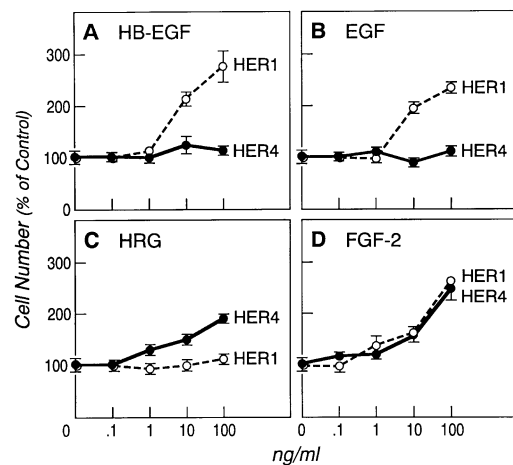 A HB-EGF
B EGF
300
200
100
0
HER1
HER4
HER1
HER4
C HRG
D FGF-2
300
200
100
HER4
HER1
HER1
HER4
0 .1 1 10 100
0 .1 1 10 100
ng/ml
Cell Number (% of Control)